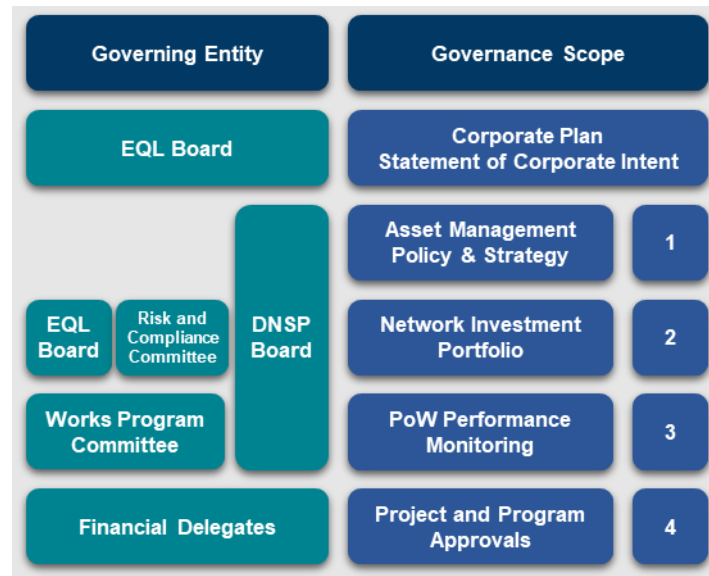 Governing Entity
Governance Scope
EQL Board
Corporate Plan
Statement of Corporate Intent
DNSP
Board
Asset Management
Policy & Strategy
1
EQL
Board
Risk and
Compliance
Committee
Network Investment
Portfolio
2
Works Program
Committee
PoW Performance
Monitoring
3
Financial Delegates
Project and Program
Approvals
4